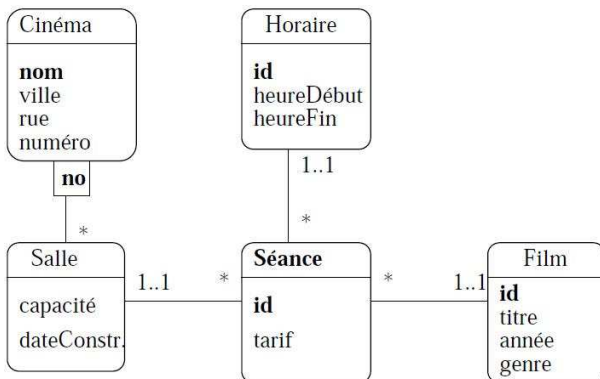 Cinéma
nom
ville
rue
numéro
no
*
Horaire
id
heureDébut
heureFin
1..1
*
Salle
capacité
dateConstr.
1..1
*
Séance
id
tarif
*
1..1
Film
id
titre
année
genre